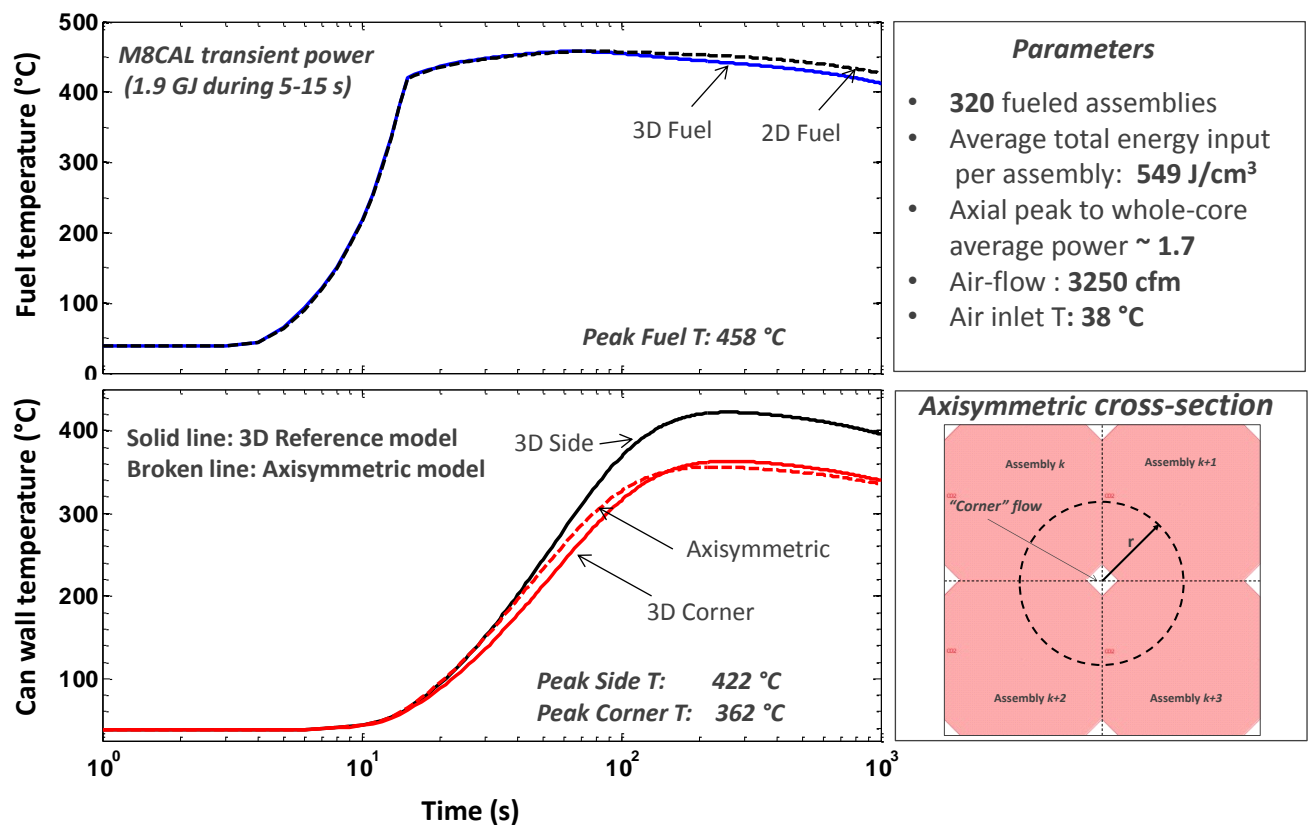 M8CAL transient power
(1.9 GJ during 5-15 s)
500
400
300
200
100
0
Fuel temperature (°C)
3D Fuel
2D Fuel
Peak Fuel T: 458 °C
Parameters
• 320 fueled assemblies
• Average total energy input
per assembly: 549 J/cm³
• Axial peak to whole-core
average power ~ 1.7
• Air-flow : 3250 cfm
• Air inlet T: 38 °C
400
300
200
100
Can wall temperature (°C)
Solid line: 3D Reference model
Broken line: Axisymmetric model
3D Side
Axisymmetric
3D Corner
Peak Side T: 422 °C
Peak Corner T: 362 °C
10⁰
10¹
10²
10³
Time (s)
Axisymmetric cross-section
Assembly k
Assembly k+1
CO2
CO2
"Corner" flow
r
CO2
CO2
Assembly k+2
Assembly k+3